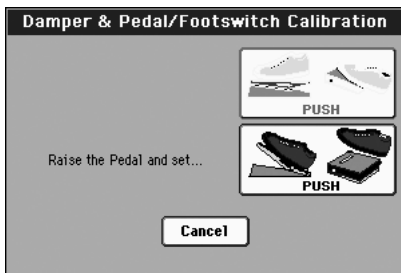 Damper & Pedal/Footswitch Calibration
PUSH
Raise the Pedal and set...
PUSH
Cancel